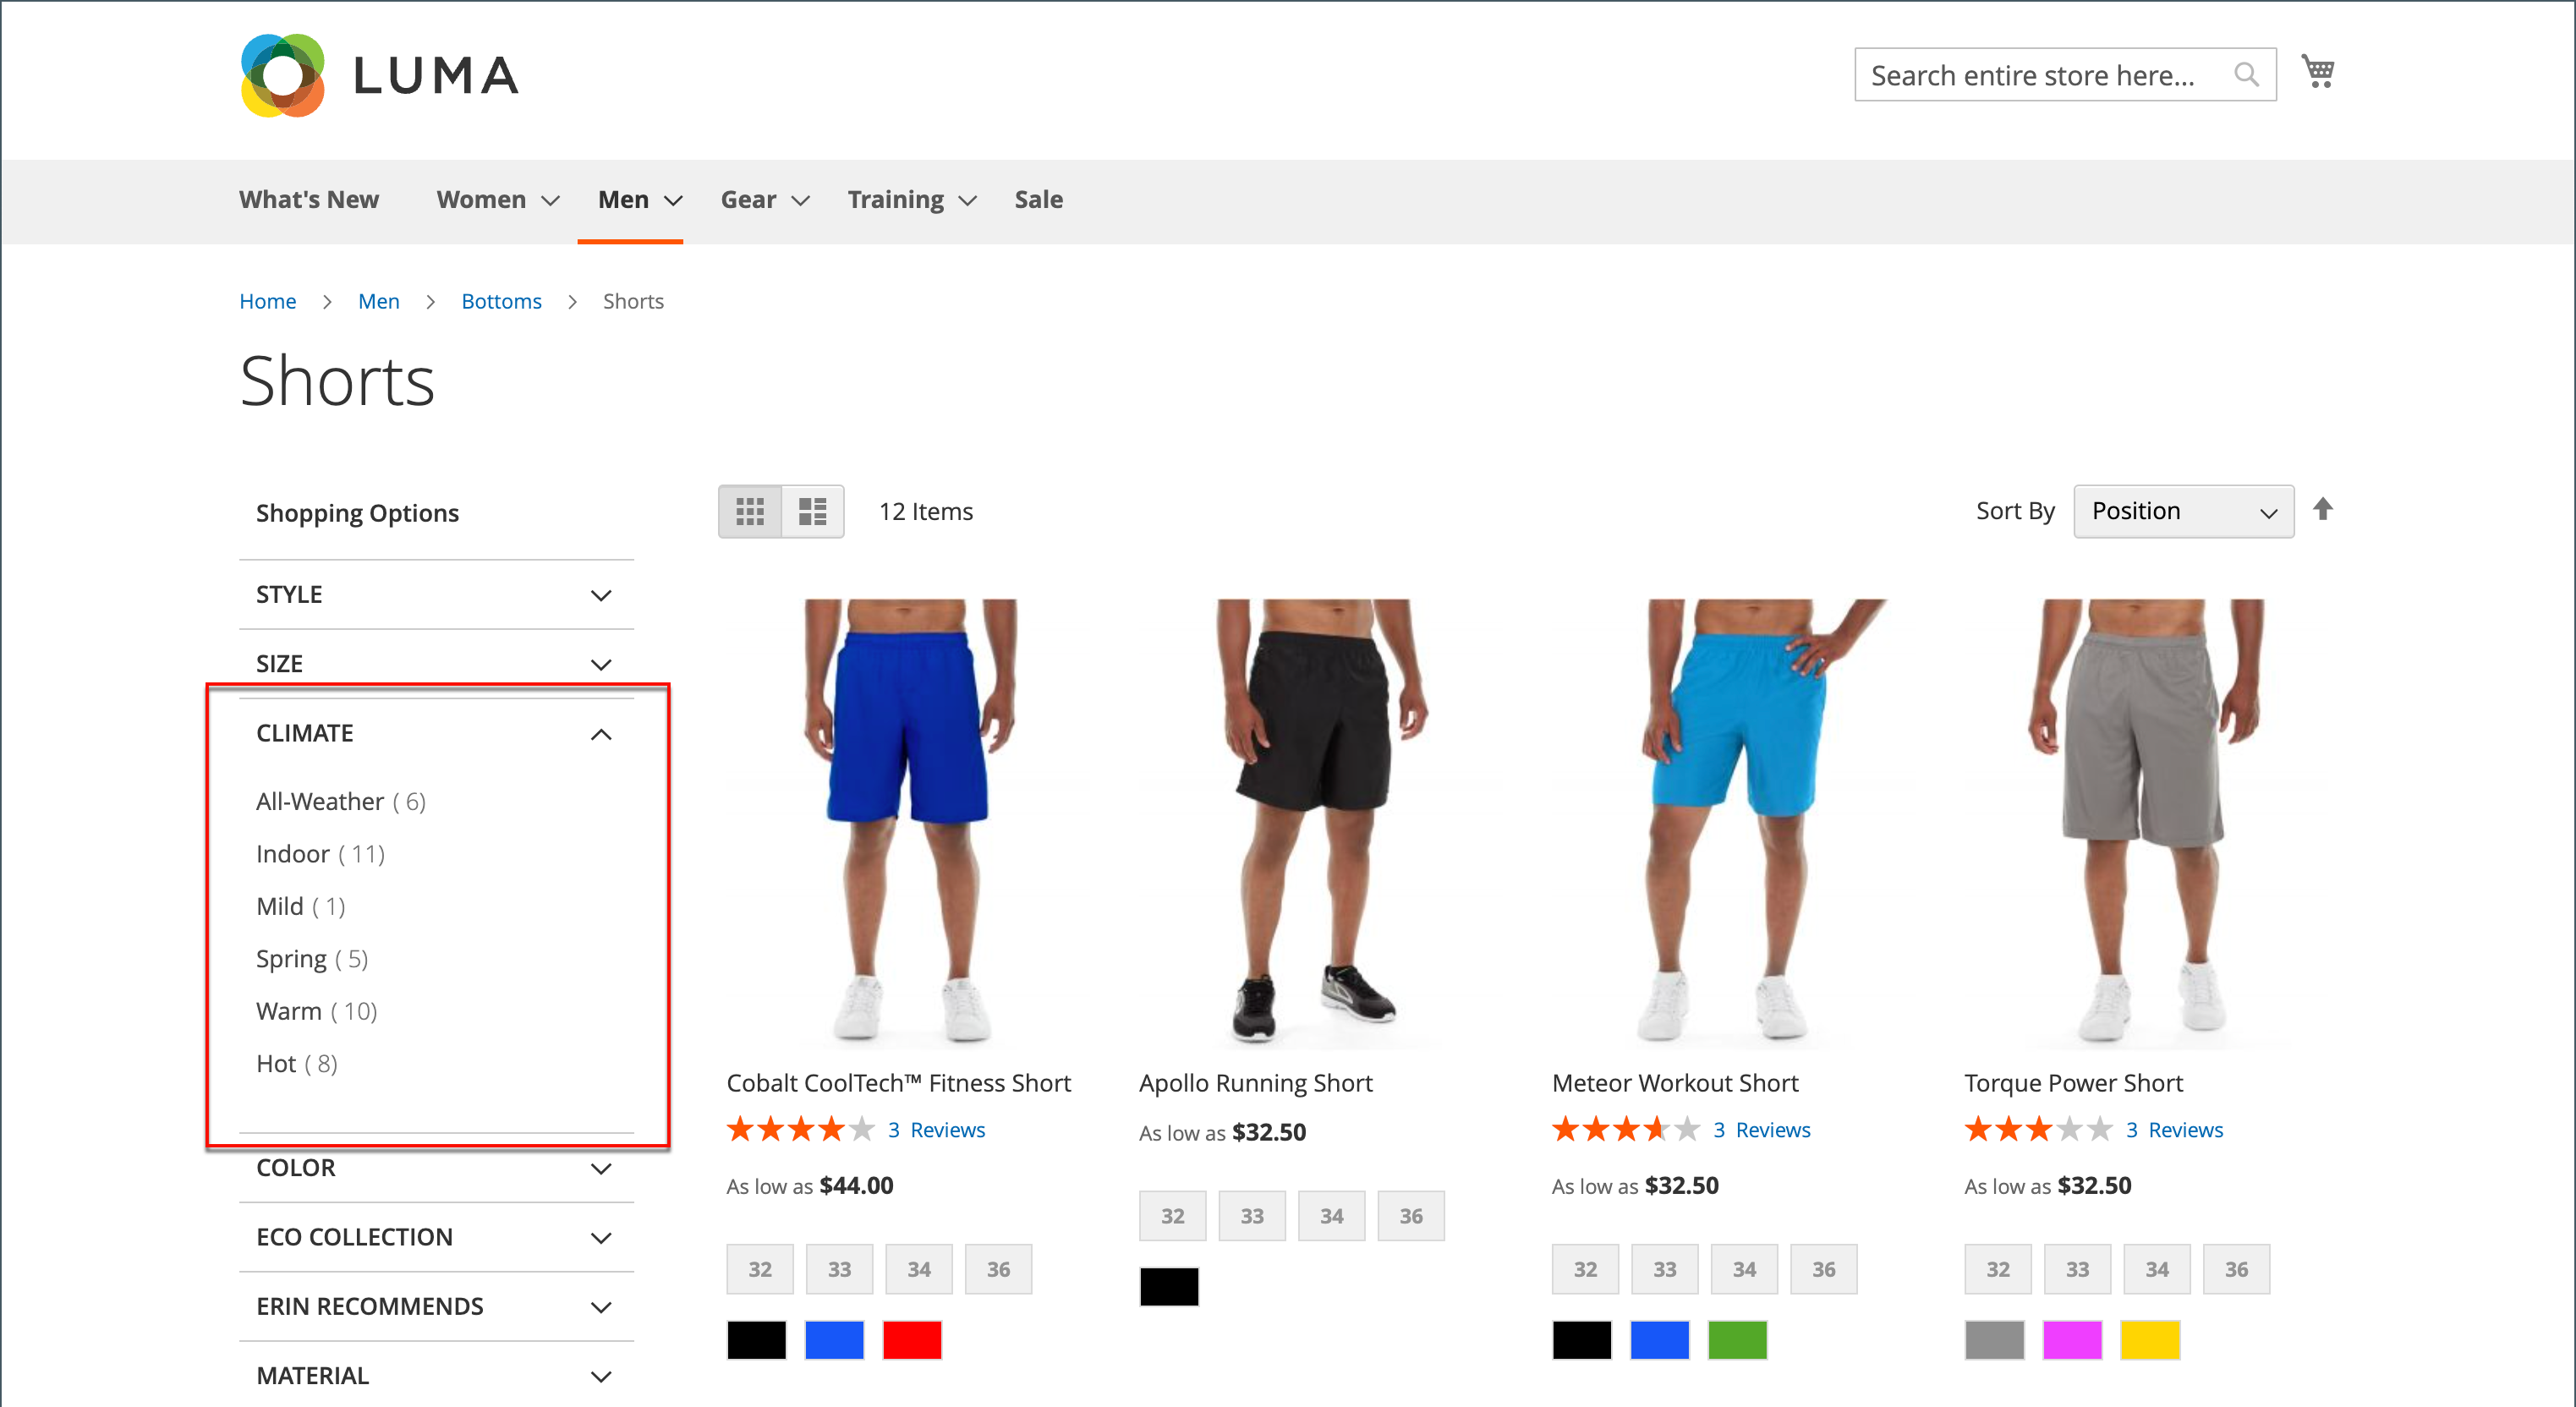 LUMA
Search entire store here...
What's New Women Men Gear Training Sale
Home Men Bottoms Shorts
Shorts
Shopping Options
STYLE
SIZE
CLIMATE
All-Weather ( 6)
Indoor ( 11)
Mild ( 1)
Spring ( 5)
Warm ( 10)
Hot ( 8)
COLOR
ECO COLLECTION
ERIN RECOMMENDS
MATERIAL
12 Items
Sort By Position
Cobalt CoolTech™ Fitness Short
3 Reviews
As low as $44.00
32 33 34 36
Apollo Running Short
As low as $32.50
32 33 34 36
Meteor Workout Short
3 Reviews
As low as $32.50
32 33 34 36
Torque Power Short
3 Reviews
As low as $32.50
32 33 34 36